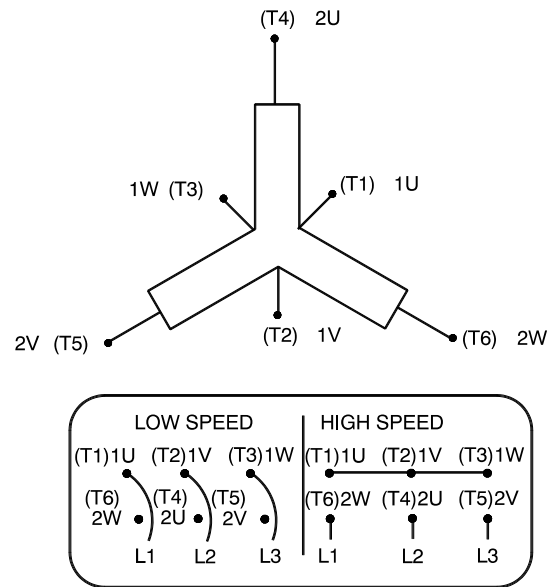 (T4) 2U
1W (T3)
(T1) 1U
2V (T5)
(T2) 1V
(T6) 2W
LOW SPEED
HIGH SPEED
(T1)1U (T2)1V (T3)1W
(T1)1U (T2)1V (T3)1W
(T6) (T4) (T5)
2W 2U 2V
(T6)2W (T4)2U (T5)2V
L1 L2 L3
L1 L2 L3